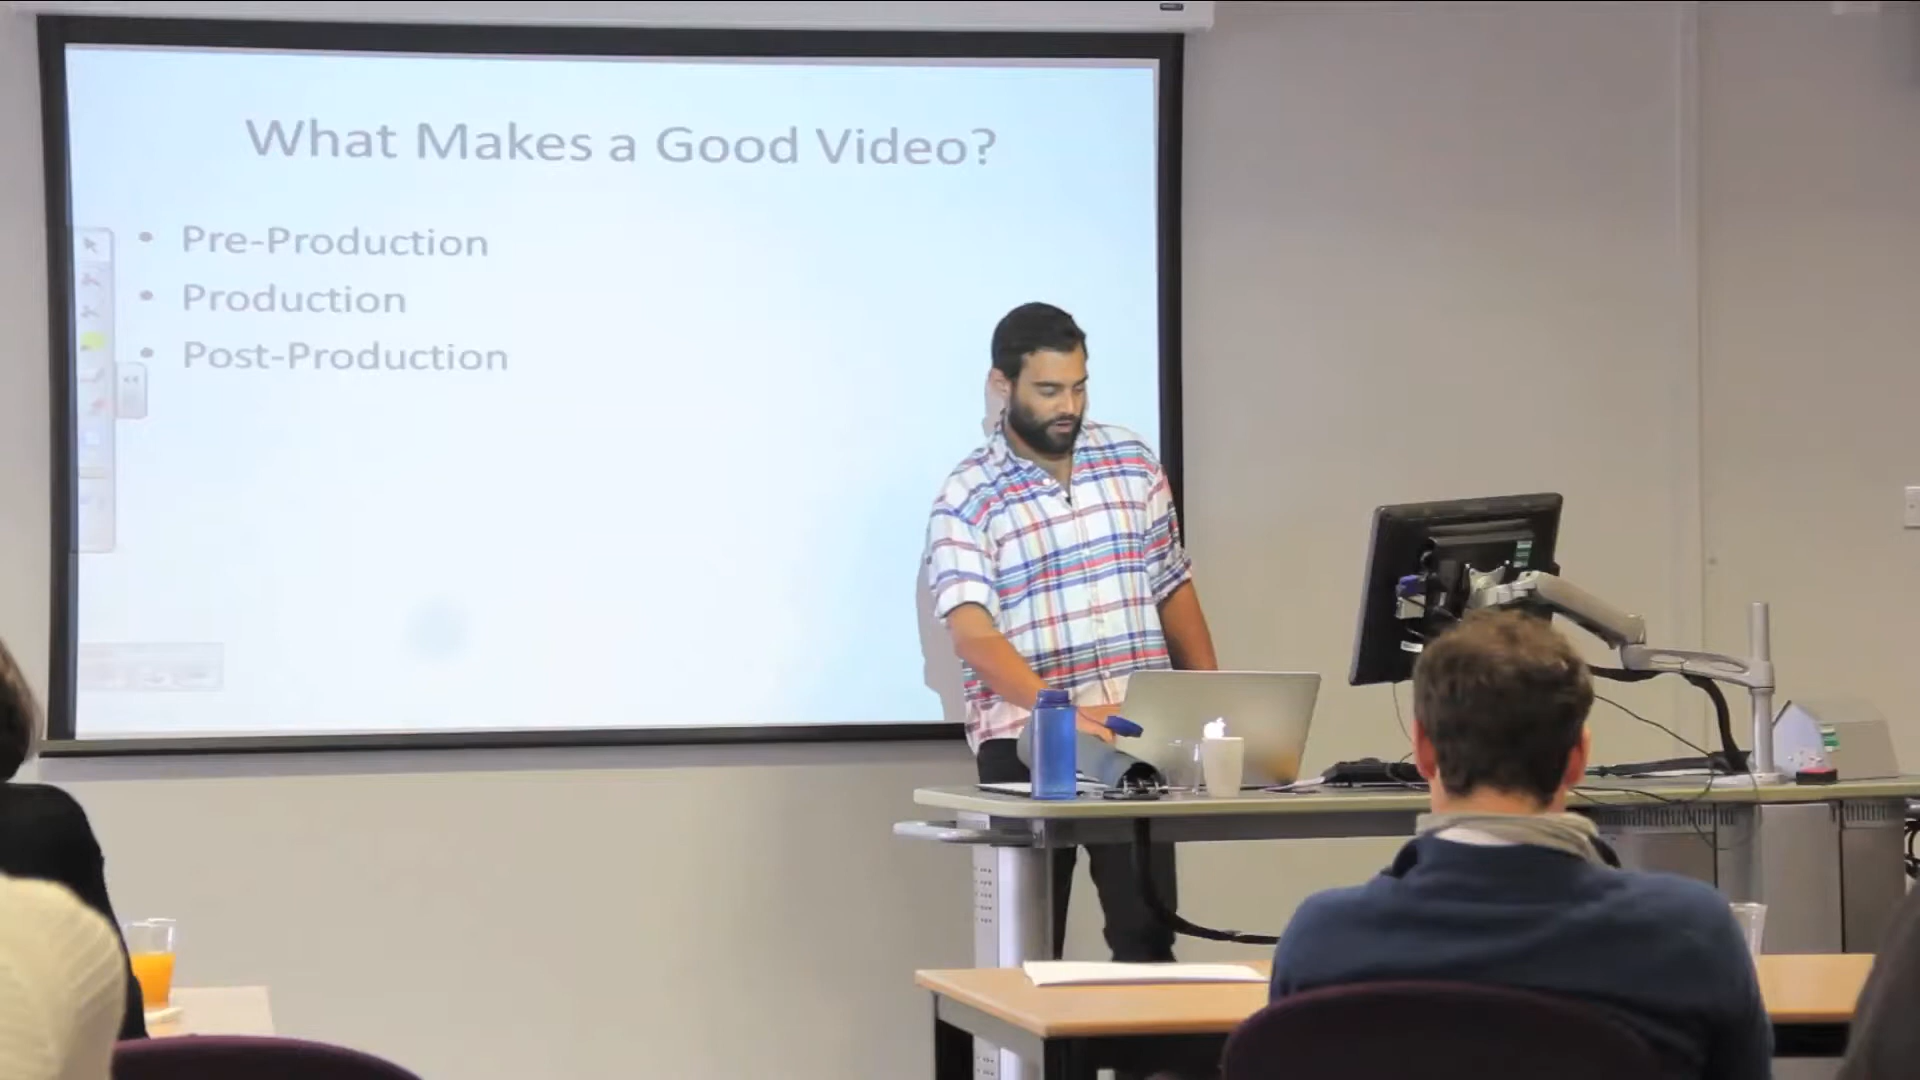 What Makes a Good Video?
• Pre-Production
• Production
• Post-Production